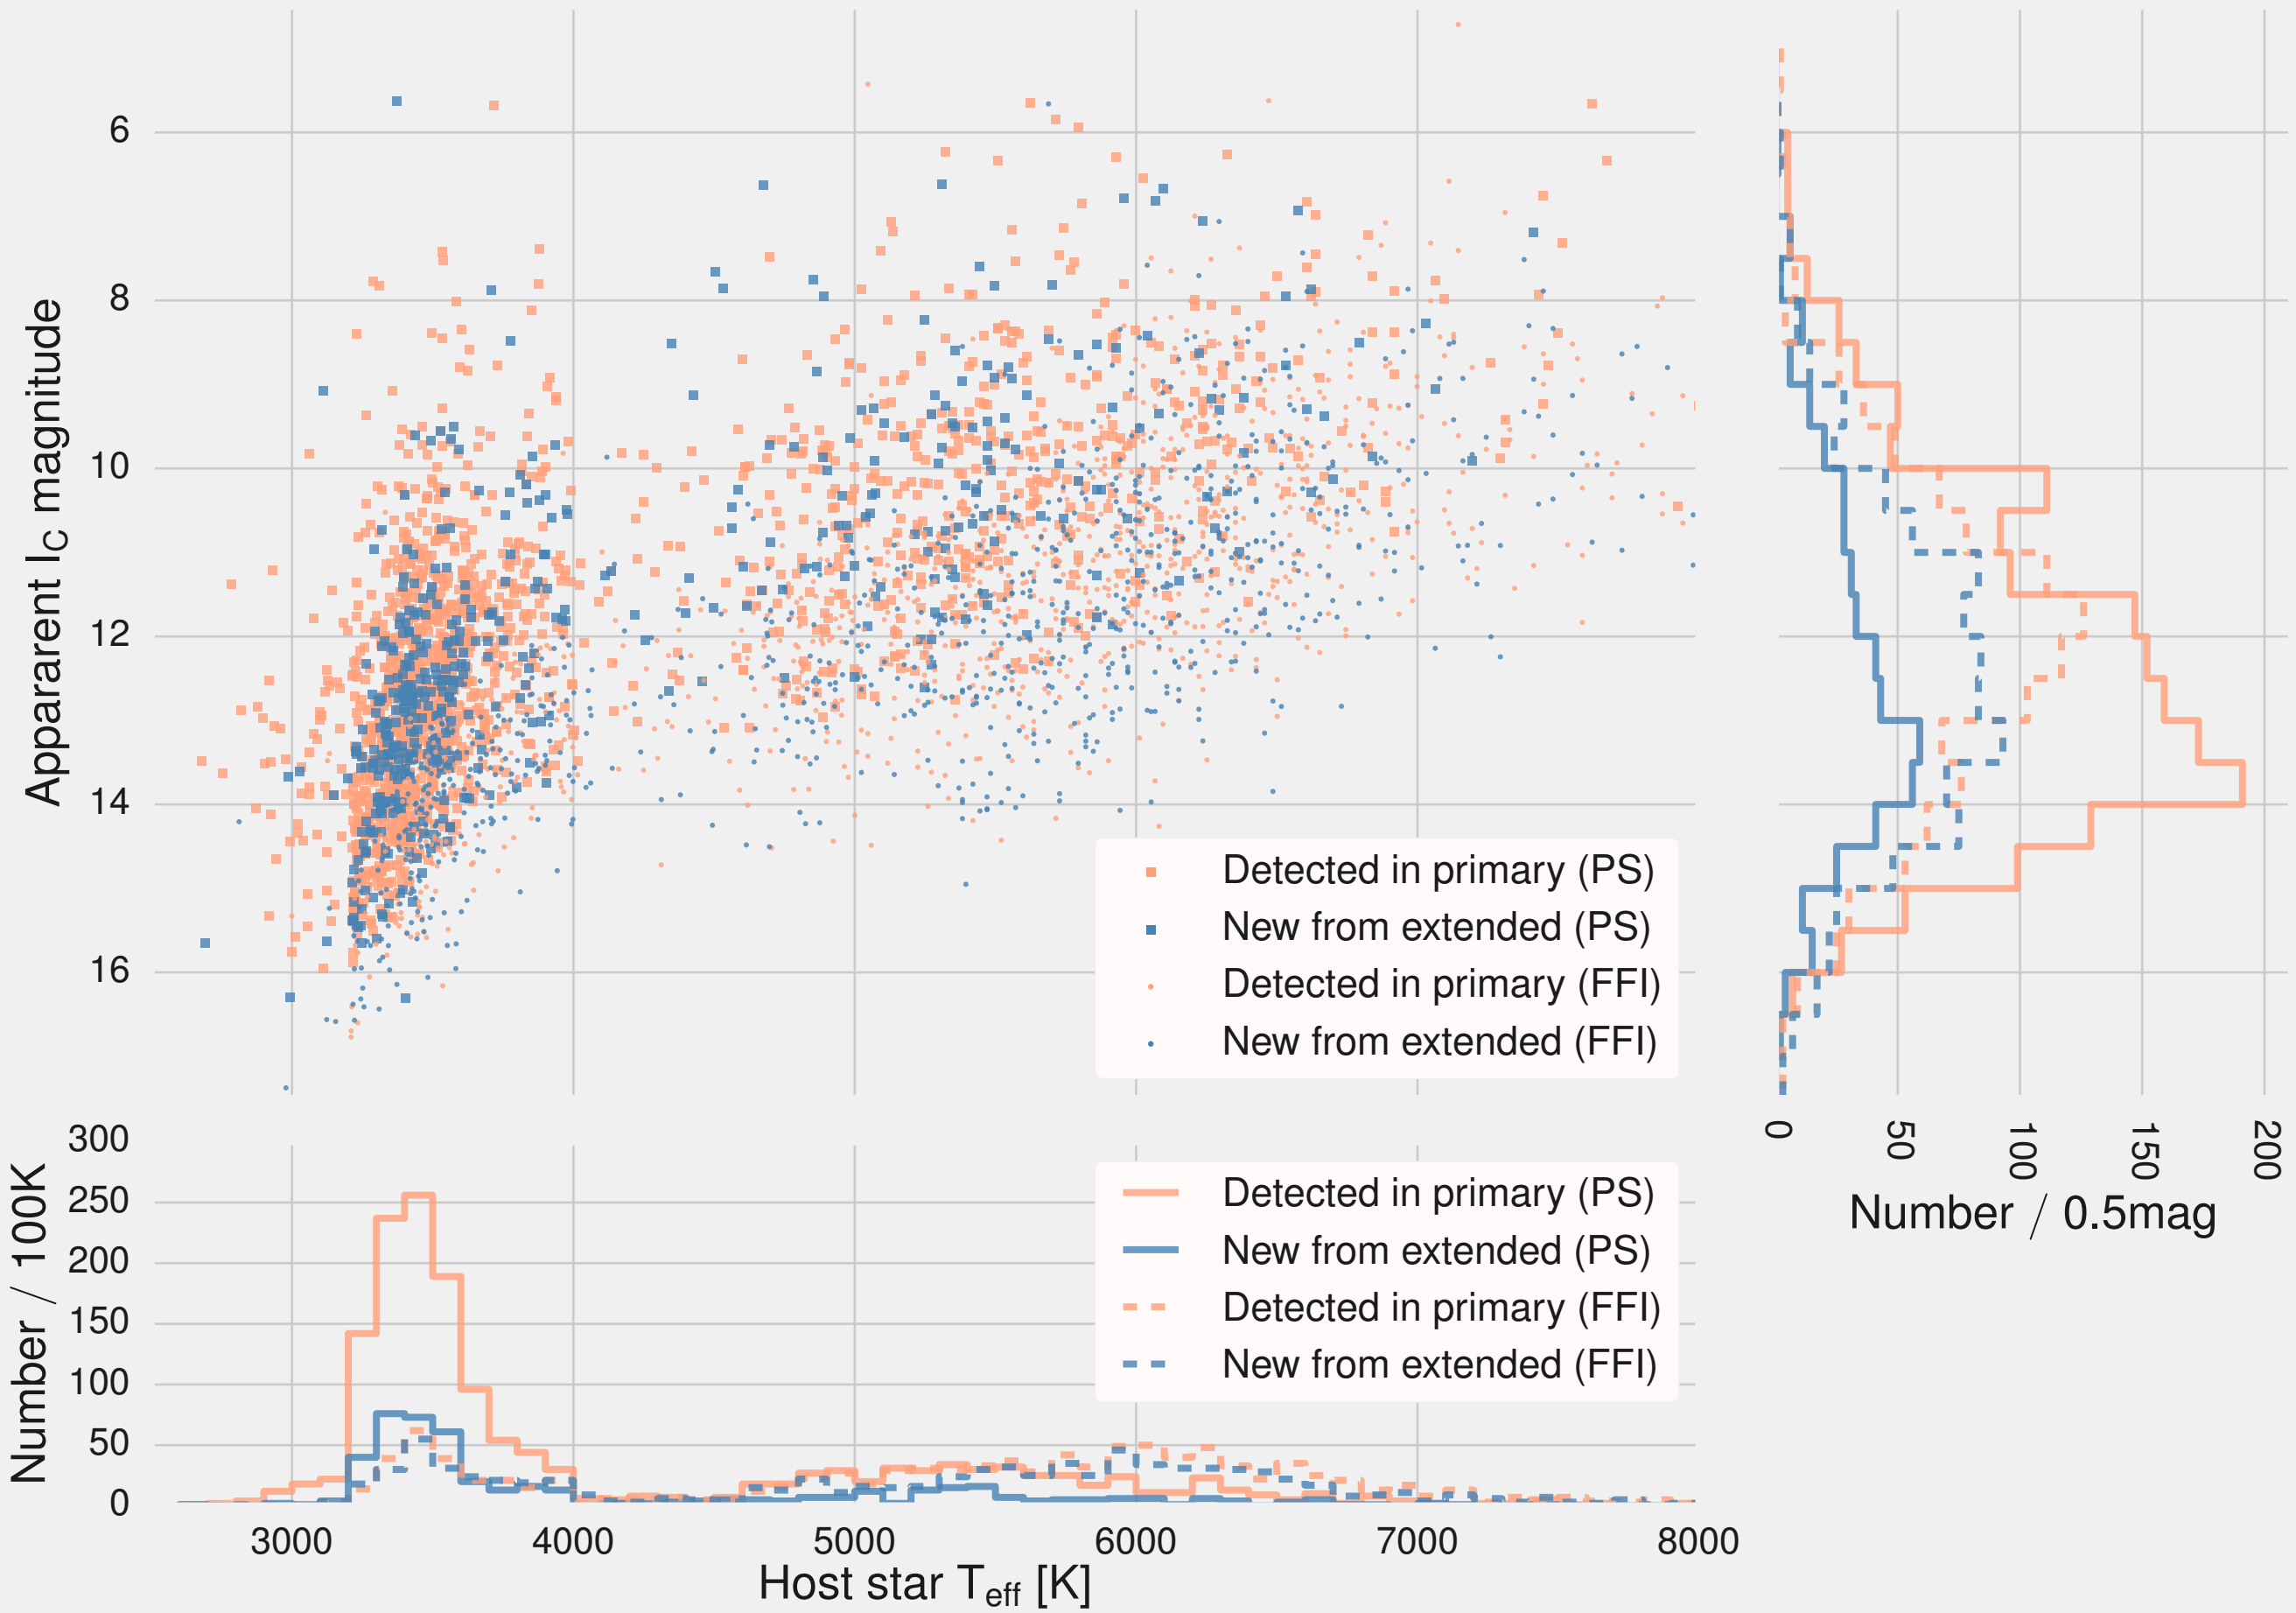 Appararent IC magnitude
6
8
10
12
14
16
Detected in primary (PS)
New from extended (PS)
Detected in primary (FFI)
New from extended (FFI)
0
50
100
150
200
Number / 0.5mag
Number / 100K
300
250
200
150
100
50
0
Detected in primary (PS)
New from extended (PS)
Detected in primary (FFI)
New from extended (FFI)
3000 4000 5000 6000 7000 8000
Host star Teff [K]